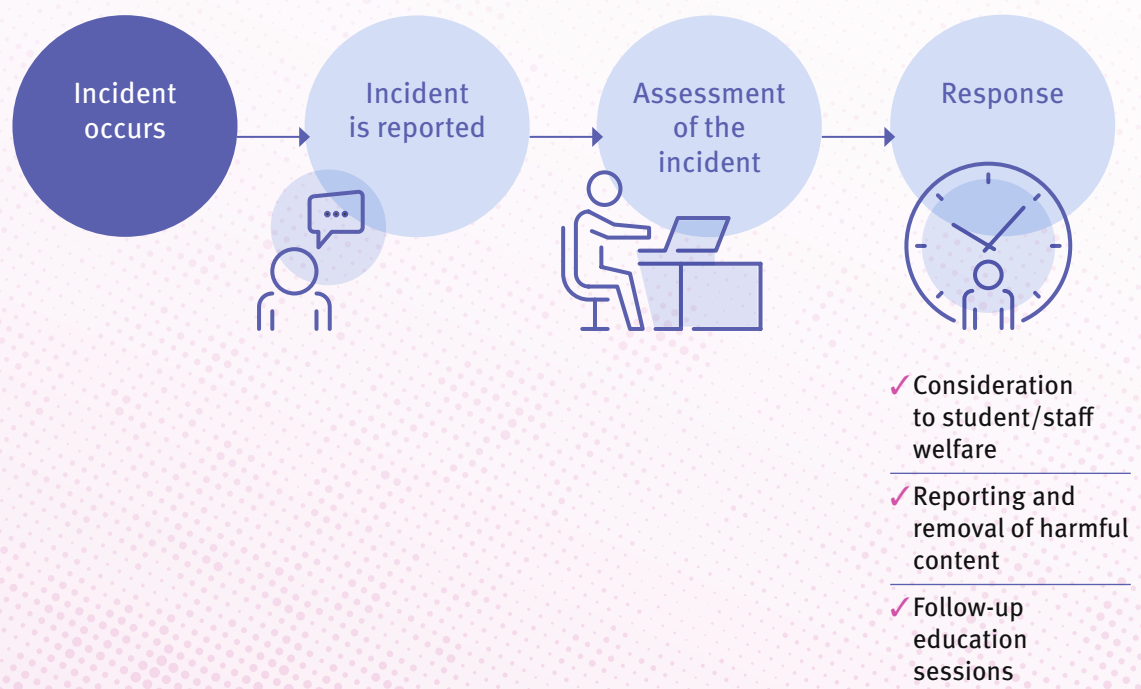 Incident
occurs
Incident
is reported
Assessment
of the
incident
Response
✓Consideration
to student/staff
welfare
✓Reporting and
removal of harmful
content
✓Follow-up
education
sessions